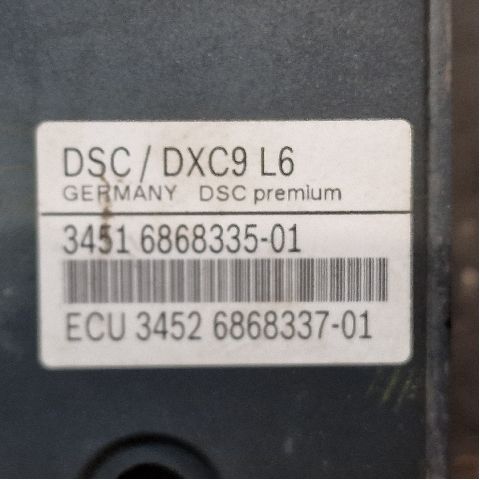 DSC / DXC9 L6
GERMANY DSC premium
3451 6868335-01
ECU 3452 6868337-01